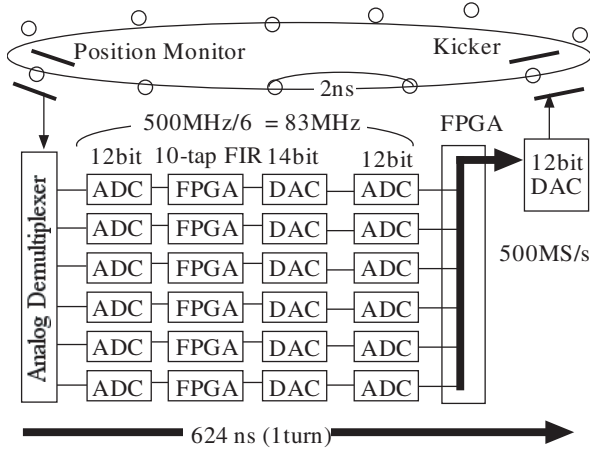 Position Monitor
Kicker
2ns
500MHz/6 = 83MHz
FPGA
12bit 10-tap FIR 14bit 12bit
12bit
DAC
ADC FPGA DAC ADC
ADC FPGA DAC ADC
500MS/s
ADC FPGA DAC ADC
ADC FPGA DAC ADC
ADC FPGA DAC ADC
ADC FPGA DAC ADC
Analog Demultiplexer
624 ns (1turn)